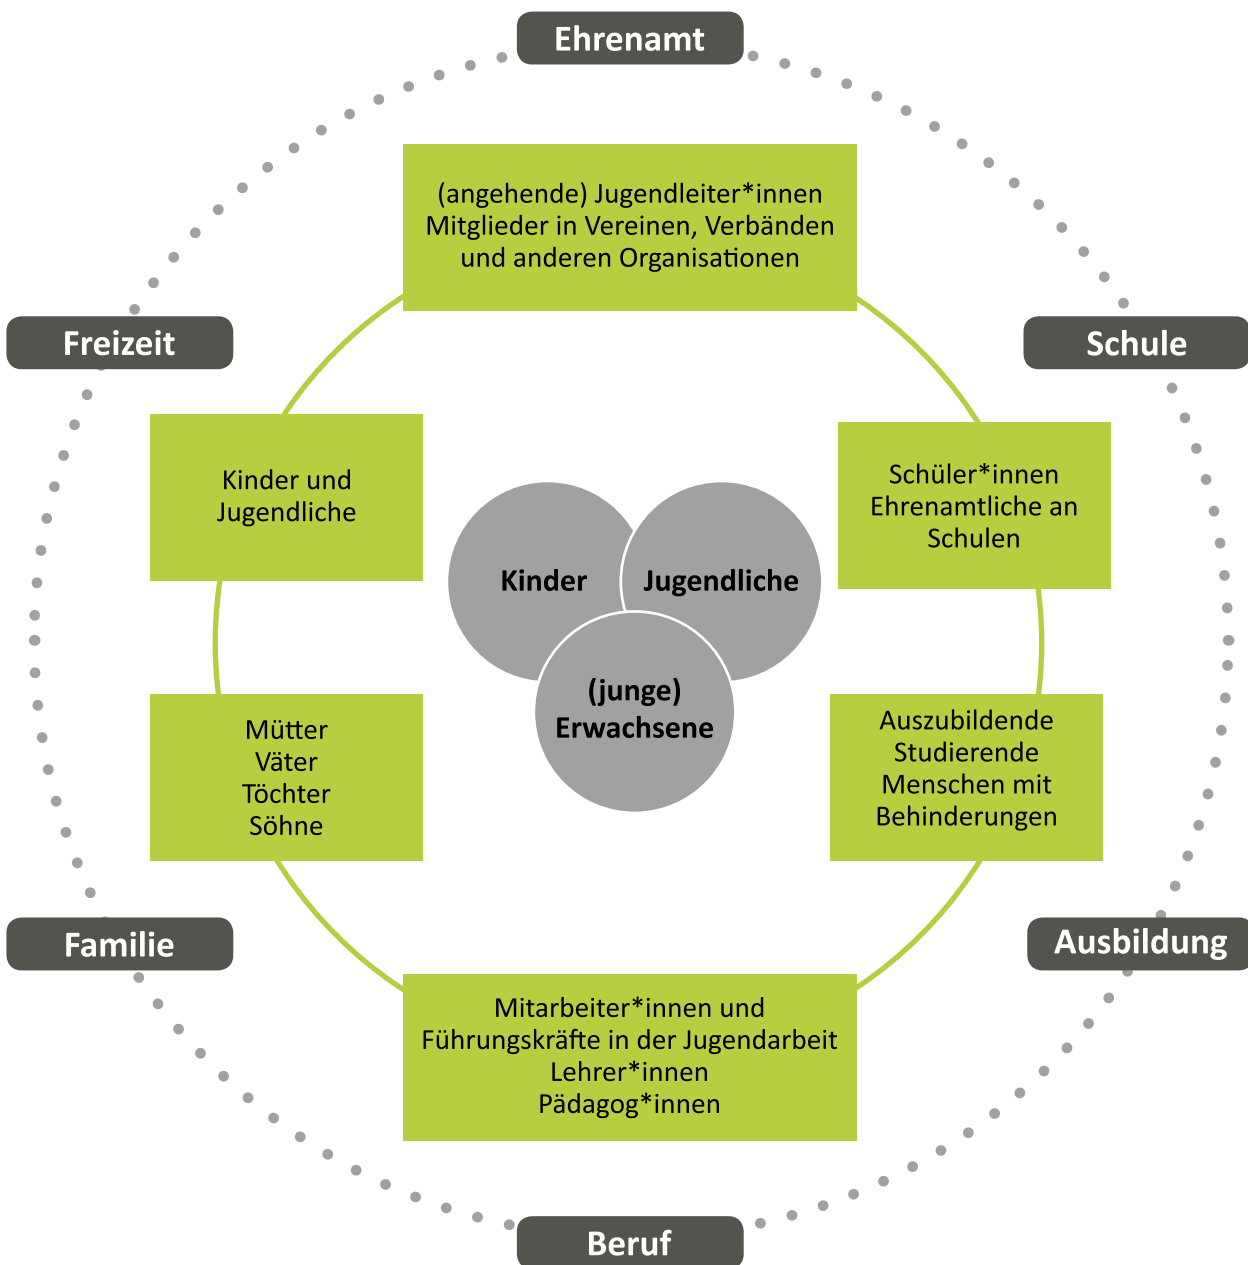 Ehrenamt
(angehende) Jugendleiter*innen
Mitglieder in Vereinen, Verbänden
und anderen Organisationen
Freizeit
Schule
Kinder und
Jugendliche
Schüler*innen
Ehrenamtliche an
Schulen
Kinder
Jugendliche
(junge)
Erwachsene
Mütter
Väter
Töchter
Söhne
Auszubildende
Studierende
Menschen mit
Behinderungen
Familie
Ausbildung
Mitarbeiter*innen und
Führungskräfte in der Jugendarbeit
Lehrer*innen
Pädagog*innen
Beruf